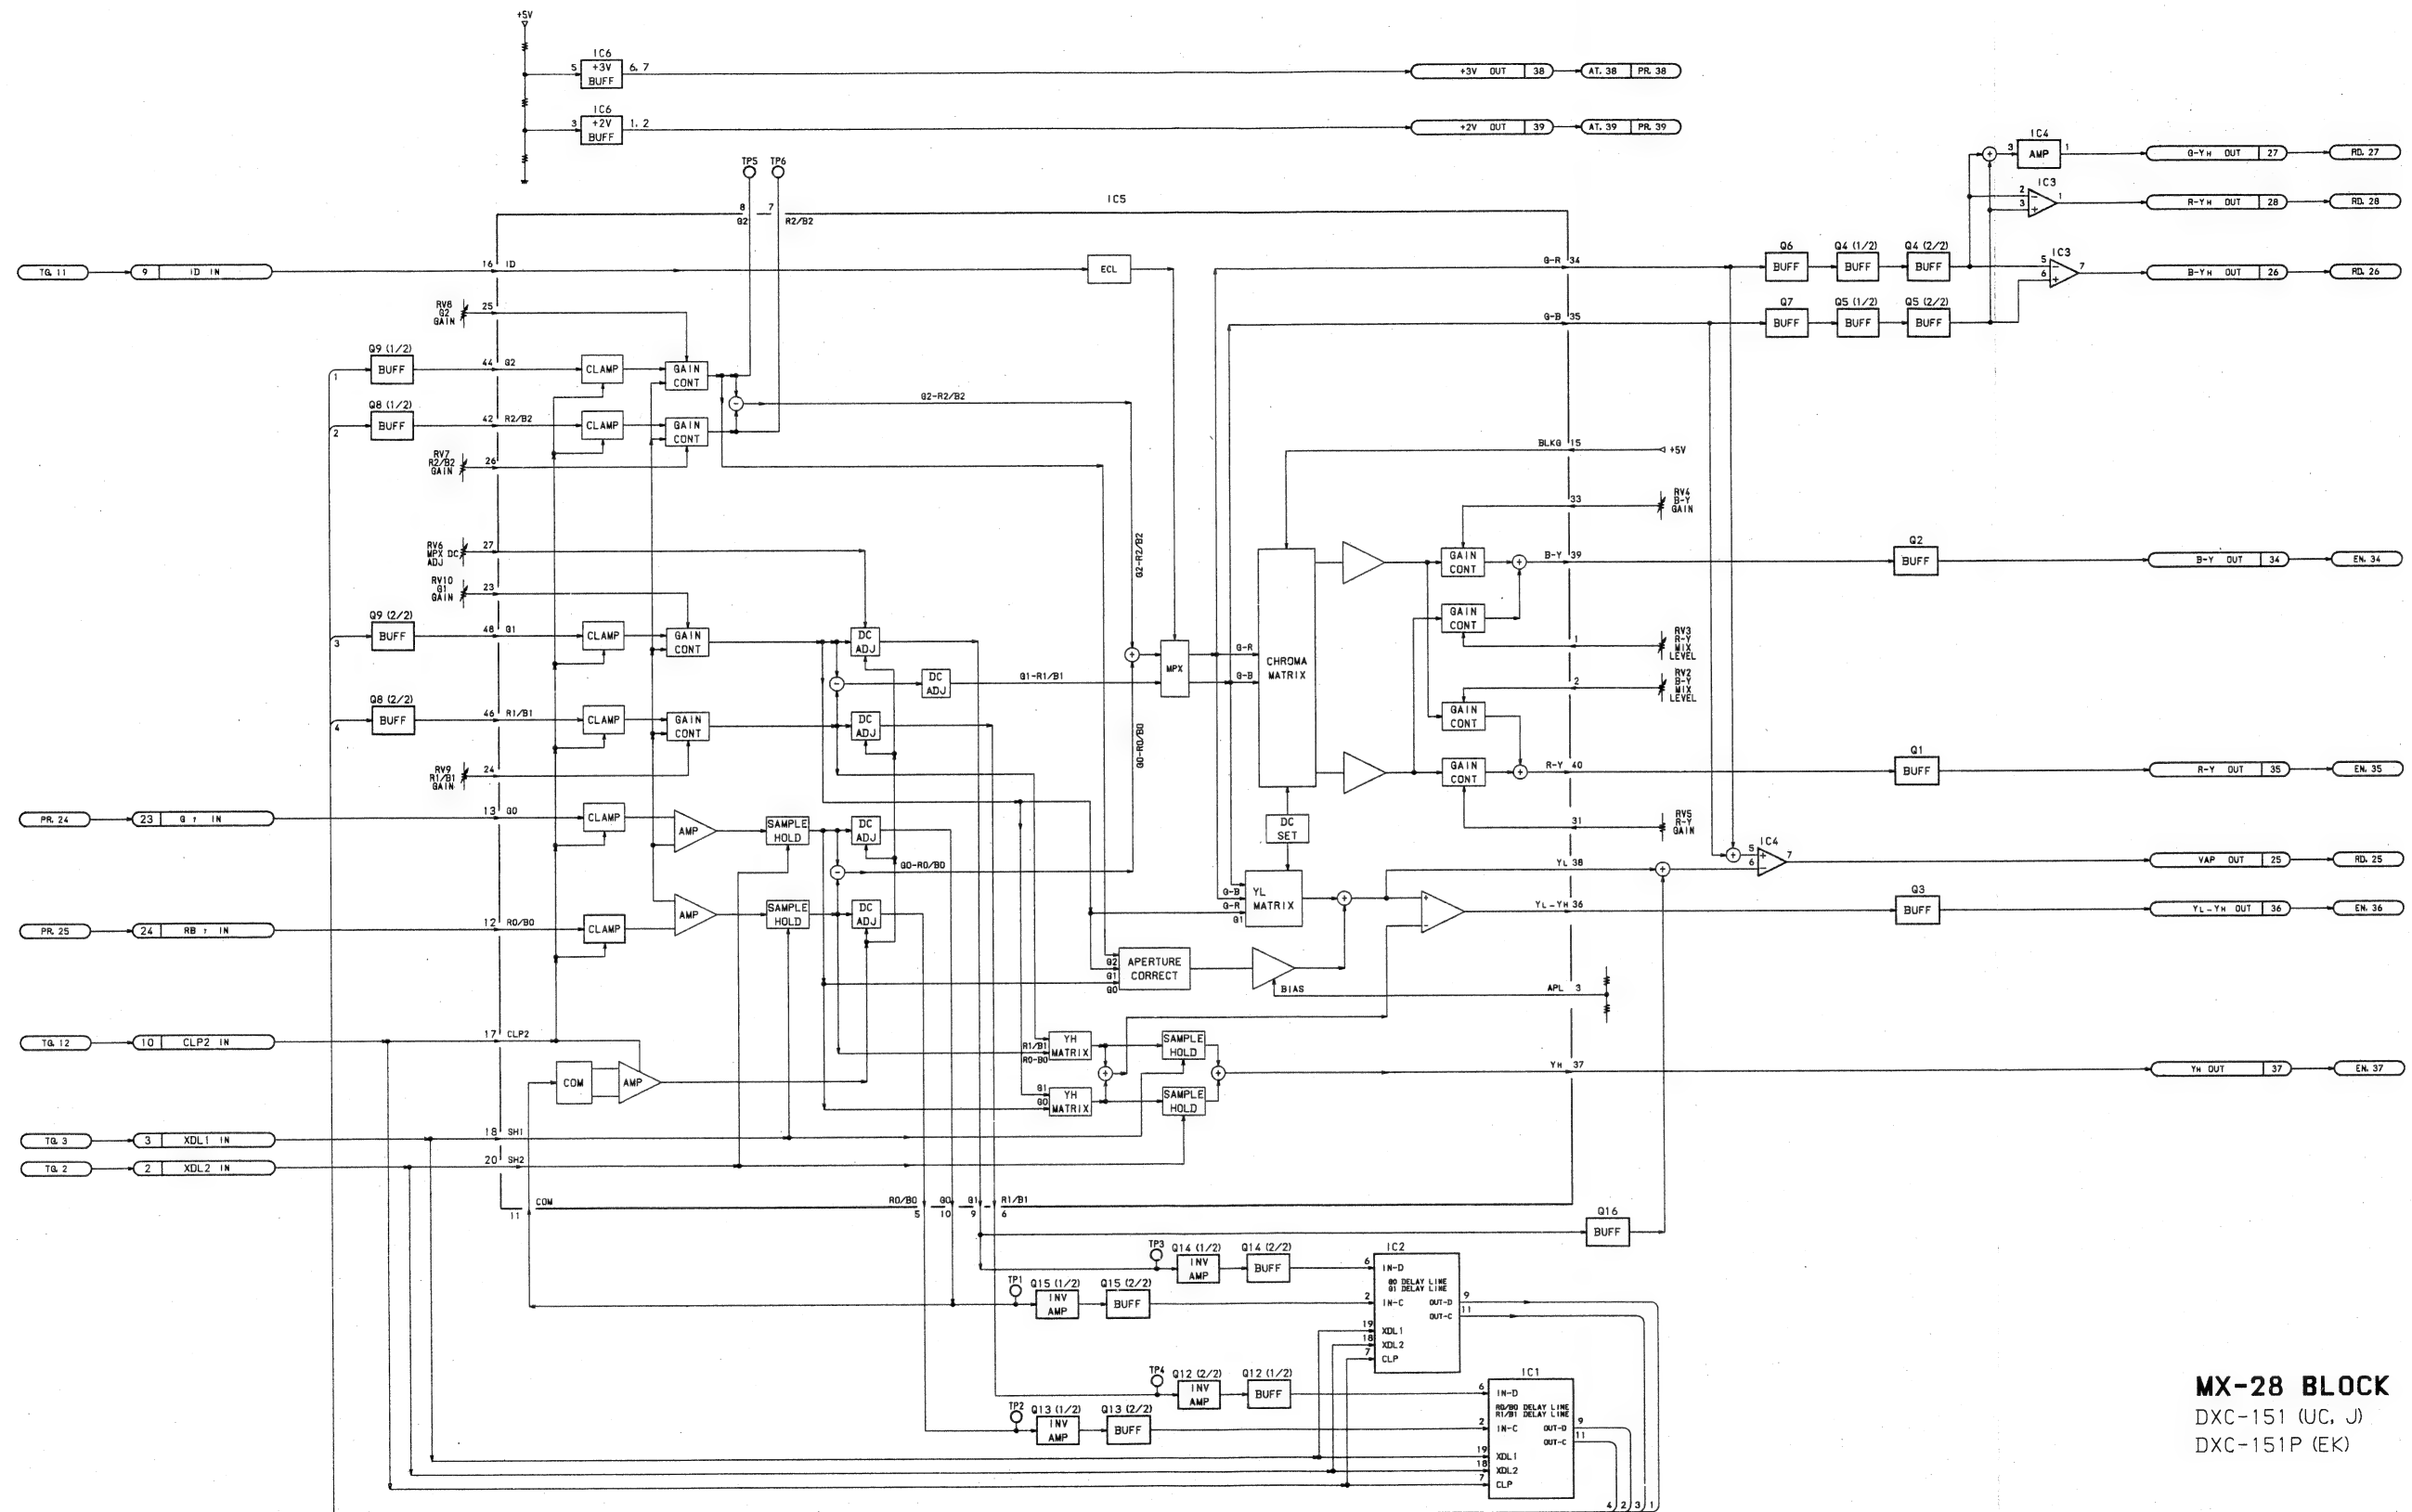 +5V
IC6
5 +3V BUFF 6, 7
+3V OUT 38
AT. 38 PR. 38
IC6
3 +2V BUFF 1, 2
+2V OUT 39
AT. 39 PR. 39
TP5 TP6
8 7
G2 R2/B2
IC5
IC4
3 AMP 1
G-YH OUT 27
RD. 27
IC3
2 - 1
3 +
R-YH OUT 28
RD. 28
IC3
5 - 7
6 +
B-YH OUT 26
RD. 26
TG. 11
9 ID IN
16 ID
ECL
G-R 34
Q6 BUFF
Q4 (1/2) BUFF
Q4 (2/2) BUFF
G-B 35
Q7 BUFF
Q5 (1/2) BUFF
Q5 (2/2) BUFF
RV8 G2 GAIN
25
Q9 (1/2)
1 BUFF
44 G2
CLAMP
GAIN CONT
G2-R2/B2
Q8 (1/2)
2 BUFF
42 R2/B2
CLAMP
GAIN CONT
RV7 R2/B2 GAIN
26
BLKG 15
+5V
33
RV4 B-Y GAIN
RV6 MPX DC ADJ
27
RV10 G1 GAIN
23
G2-R2/B2
GAIN CONT
B-Y 39
Q2 BUFF
B-Y OUT 34
EN. 34
Q9 (2/2)
3 BUFF
48 G1
CLAMP
GAIN CONT
DC ADJ
GAIN CONT
1
RV3 R-Y MIX LEVEL
MPX
G-R
G-B
CHROMA MATRIX
DC ADJ
G1-R1/B1
2
RV2 B-Y MIX LEVEL
Q8 (2/2)
4 BUFF
46 R1/B1
CLAMP
GAIN CONT
DC ADJ
G0-R0/B0
GAIN CONT
RV9 R1/B1 GAIN
24
GAIN CONT
R-Y 40
Q1 BUFF
R-Y OUT 35
EN. 35
PR. 24
23 G γ IN
13 G0
CLAMP
AMP
SAMPLE HOLD
DC ADJ
DC SET
31
RV5 R-Y GAIN
G0-R0/B0
IC4
5 + 7
6 -
VAP OUT 25
RD. 25
YL 38
G-B
G-R
G1
YL MATRIX
PR. 25
24 RB γ IN
12 R0/B0
CLAMP
AMP
SAMPLE HOLD
DC ADJ
YL-YH 36
Q3 BUFF
YL-YH OUT 36
EN. 36
G2
G1
G0
APERTURE CORRECT
BIAS
APL 3
TG. 12
10 CLP2 IN
17 CLP2
COM
AMP
R1/B1
R0-B0
YH MATRIX
SAMPLE HOLD
YH 37
YH OUT 37
EN. 37
G1
G0
YH MATRIX
SAMPLE HOLD
TG. 3
3 XDL1 IN
18 SH1
TG. 2
2 XDL2 IN
20 SH2
COM
11
R0/B0 G0 G1 R1/B1
5 10 9 6
Q16 BUFF
TP3
Q14 (1/2) INV AMP
Q14 (2/2) BUFF
IC2
6 IN-D
G0 DELAY LINE
G1 DELAY LINE
TP1
Q15 (1/2) INV AMP
Q15 (2/2) BUFF
2 IN-C OUT-D 9
OUT-C 11
19 XDL1
18 XDL2
7 CLP
TP4
Q12 (2/2) INV AMP
Q12 (1/2) BUFF
IC1
6 IN-D
R0/B0 DELAY LINE
R1/B1 DELAY LINE
TP2
Q13 (1/2) INV AMP
Q13 (2/2) BUFF
2 IN-C OUT-D 9
OUT-C 11
19 XDL1
18 XDL2
7 CLP
4 2 3 1
MX-28 BLOCK
DXC-151 (UC, J)
DXC-151P (EK)